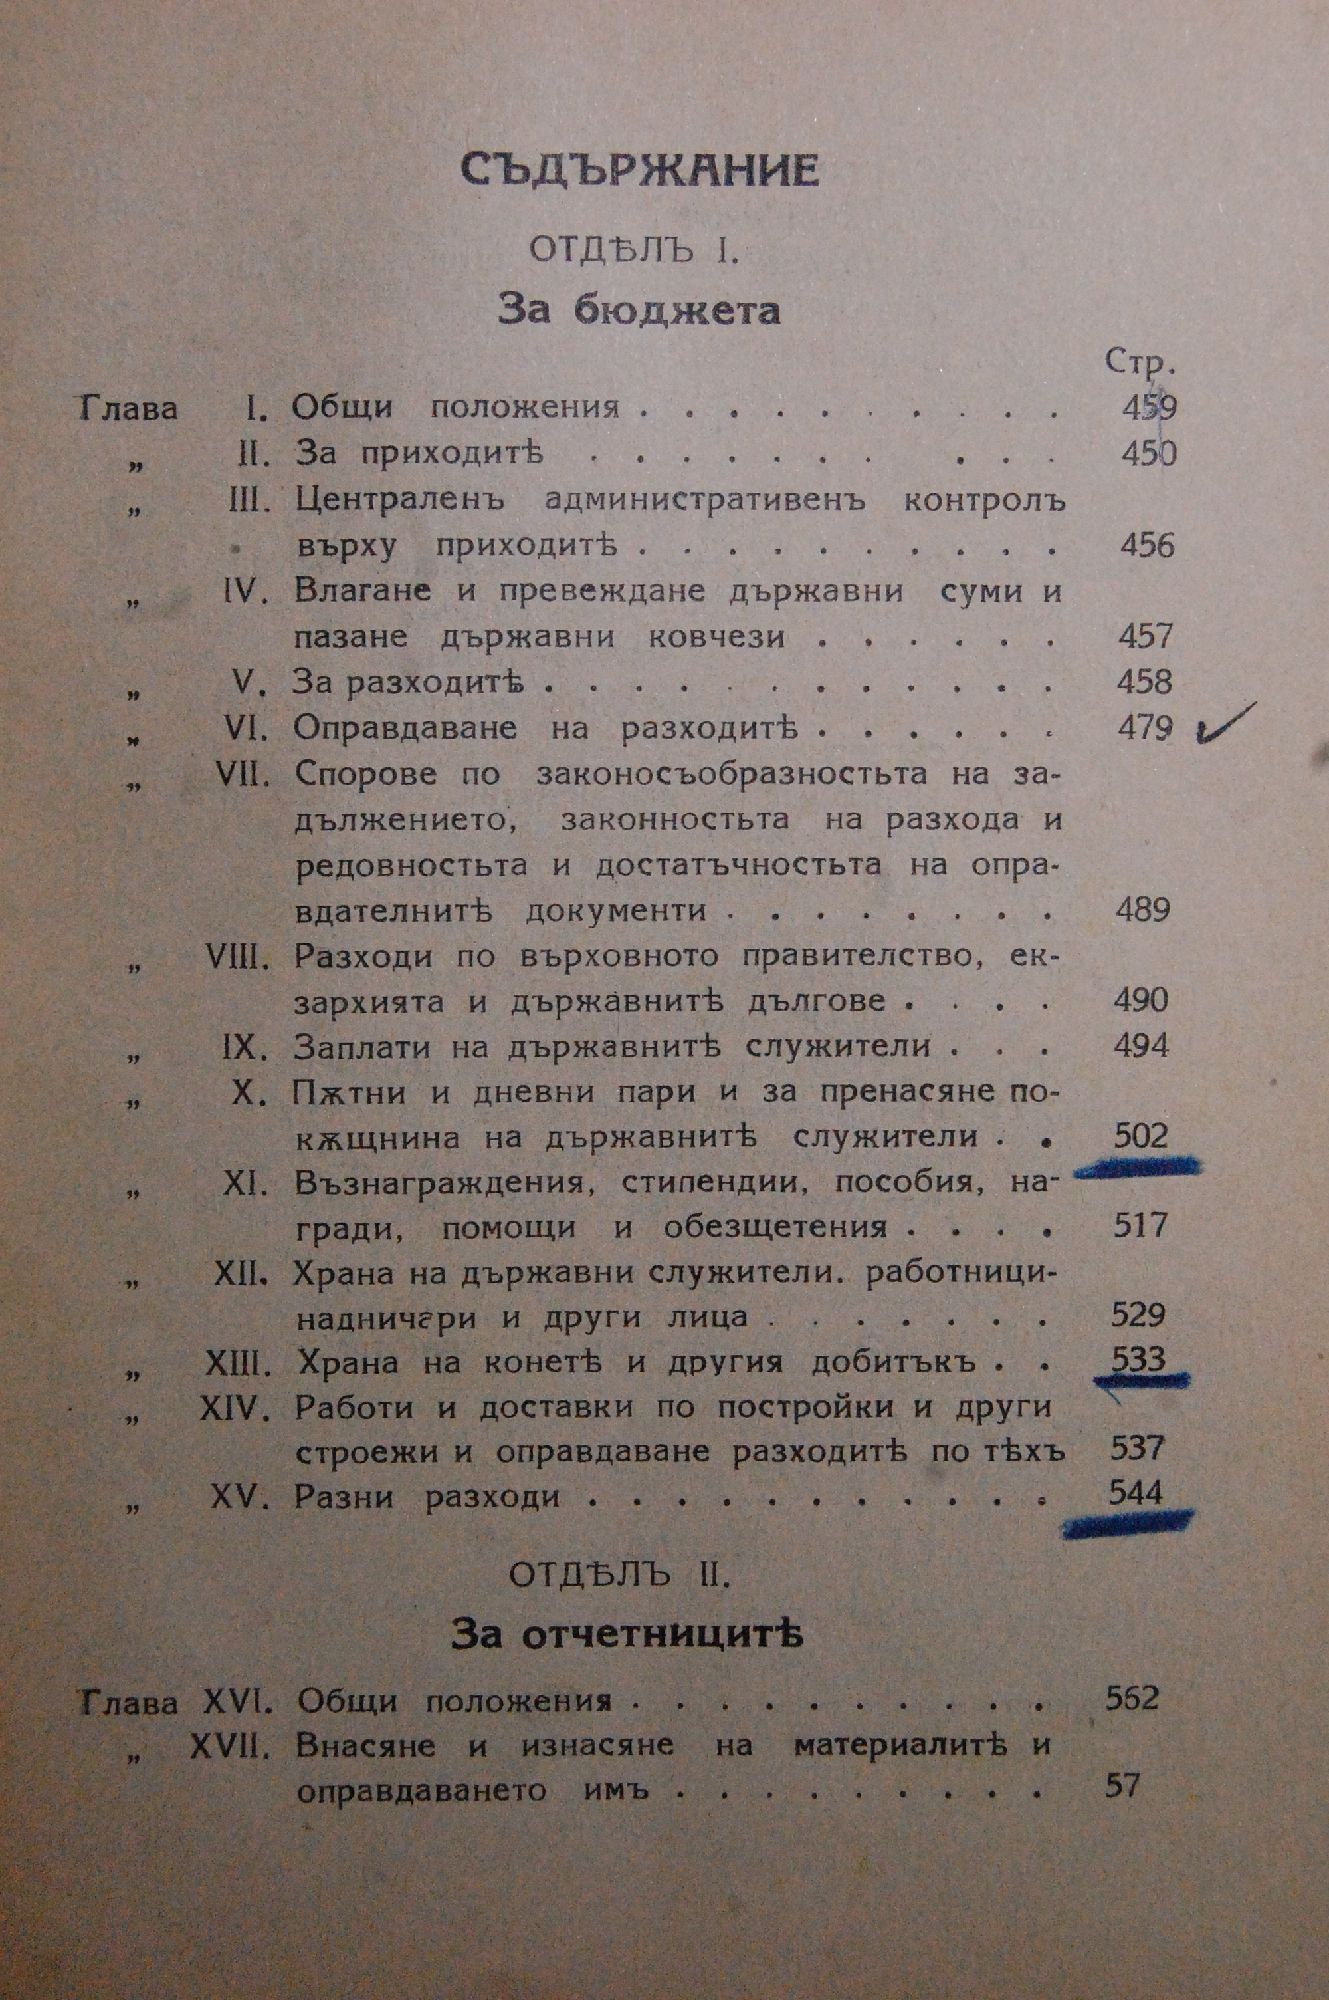 СЪДЪРЖАНИЕ
ОТДѢЛЪ I.
За бюджета
Стр.
Глава I. Общи положения . . . . . . . . . . 459
„ II. За приходитѣ . . . . . . . . . . 450
„ III. Централенъ административенъ контролъ
върху приходитѣ . . . . . . . . . . 456
„ IV. Влагане и превеждане държавни суми и
пазане държавни ковчези . . . . . . 457
„ V. За разходитѣ . . . . . . . . . . . . 458
„ VI. Оправдаване на разходитѣ . . . . . . 479
„ VII. Спорове по законосъобразностьта на за-
дължението, законностьта на разхода и
редовностьта и достатъчностьта на опра-
вдателнитѣ документи . . . . . . . . 489
„ VIII. Разходи по върховното правителство, ек-
зархията и държавнитѣ дългове . . . . 490
„ IX. Заплати на държавнитѣ служители . . . 494
„ X. Пѫтни и дневни пари и за пренасяне по-
кѫщнина на държавнитѣ служители . . 502
„ XI. Възнаграждения, стипендии, пособия, на-
гради, помощи и обезщетения . . . . 517
„ XII. Храна на държавни служители. работници-
надничари и други лица . . . . . . . 529
„ XIII. Храна на конетѣ и другия добитъкъ . . 533
„ XIV. Работи и доставки по постройки и други
строежи и оправдаване разходитѣ по тѣхъ 537
„ XV. Разни разходи . . . . . . . . . . . 544
ОТДѢЛЪ II.
За отчетницитѣ
Глава XVI. Общи положения . . . . . . . . . . 562
„ XVII. Внасяне и изнасяне на материалитѣ и
оправдаването имъ . . . . . . . . . 57